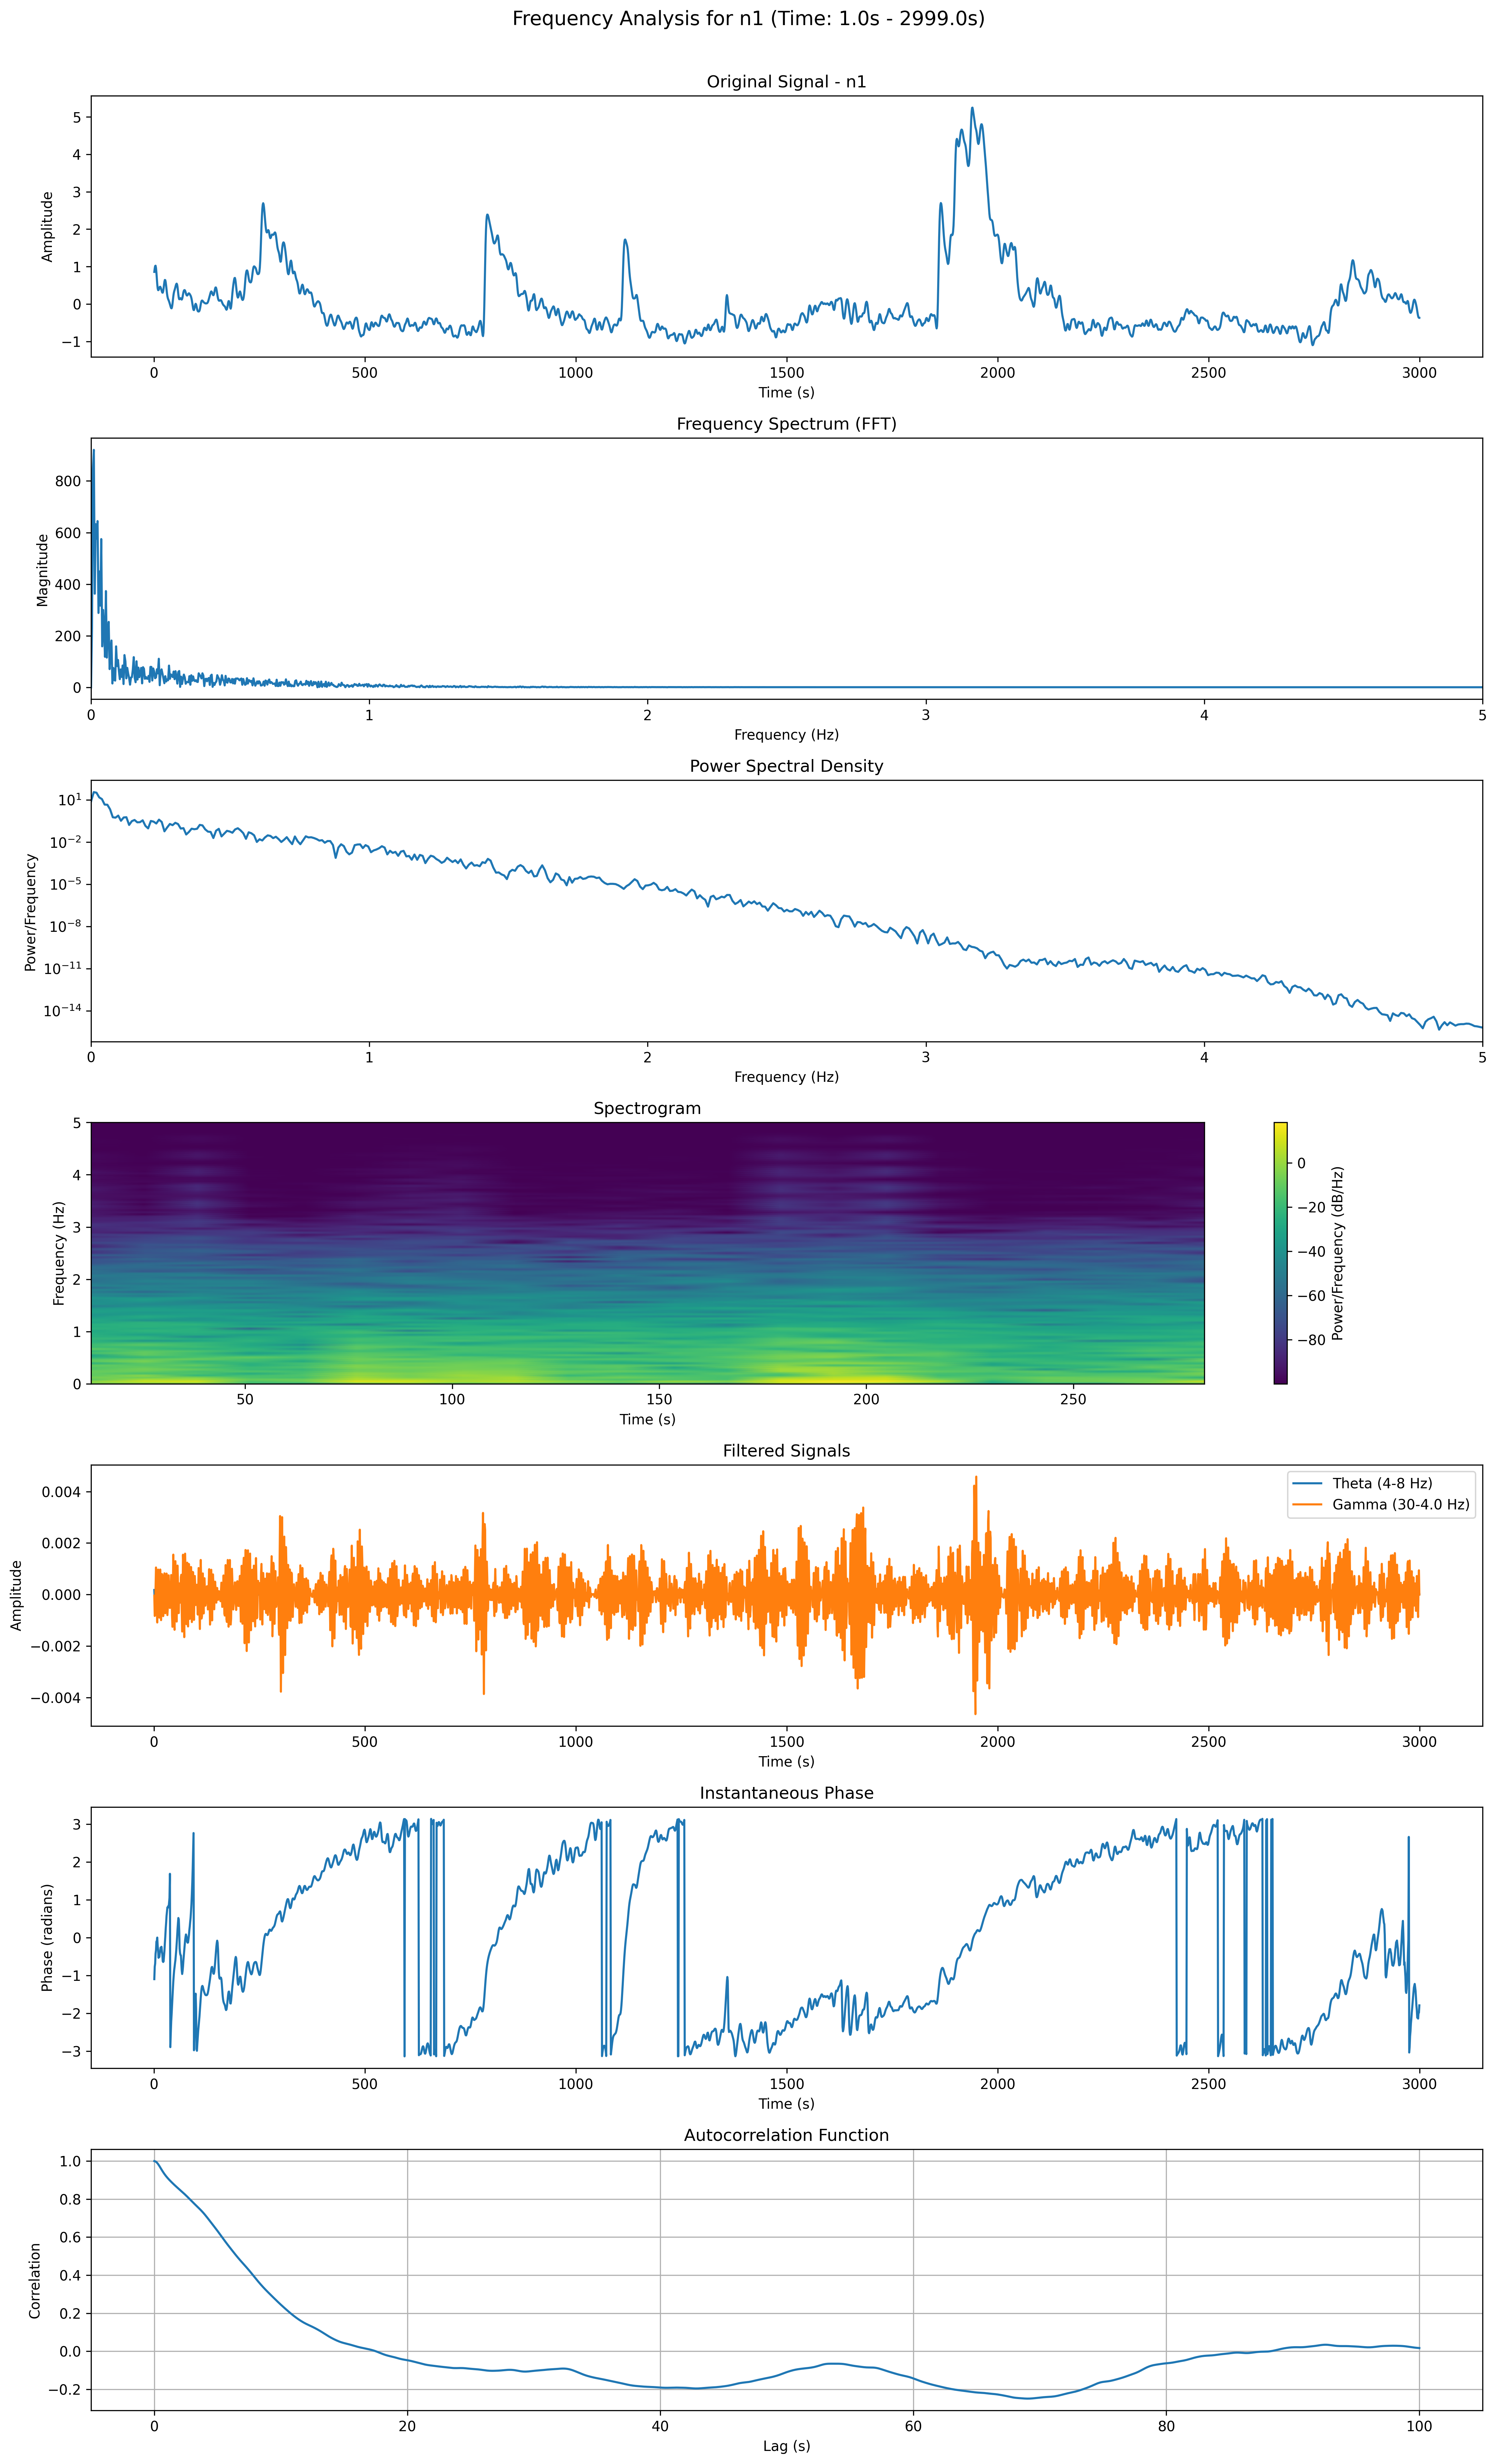 Frequency Analysis for n1 (Time: 1.0s - 2999.0s)
Original Signal - n1
Amplitude
5
4
3
2
1
0
−1
0 500 1000 1500 2000 2500 3000
Time (s)
Frequency Spectrum (FFT)
Magnitude
800
600
400
200
0
0 1 2 3 4 5
Frequency (Hz)
Power Spectral Density
Power/Frequency
10¹
10⁻²
10⁻⁵
10⁻⁸
10⁻¹¹
10⁻¹⁴
0 1 2 3 4 5
Frequency (Hz)
Spectrogram
Frequency (Hz)
5
4
3
2
1
0
50 100 150 200 250
Time (s)
0
−20
−40
−60
−80
Power/Frequency (dB/Hz)
Filtered Signals
Amplitude
0.004
0.002
0.000
−0.002
−0.004
Theta (4-8 Hz)
Gamma (30-4.0 Hz)
0 500 1000 1500 2000 2500 3000
Time (s)
Instantaneous Phase
Phase (radians)
3
2
1
0
−1
−2
−3
0 500 1000 1500 2000 2500 3000
Time (s)
Autocorrelation Function
Correlation
1.0
0.8
0.6
0.4
0.2
0.0
−0.2
0 20 40 60 80 100
Lag (s)